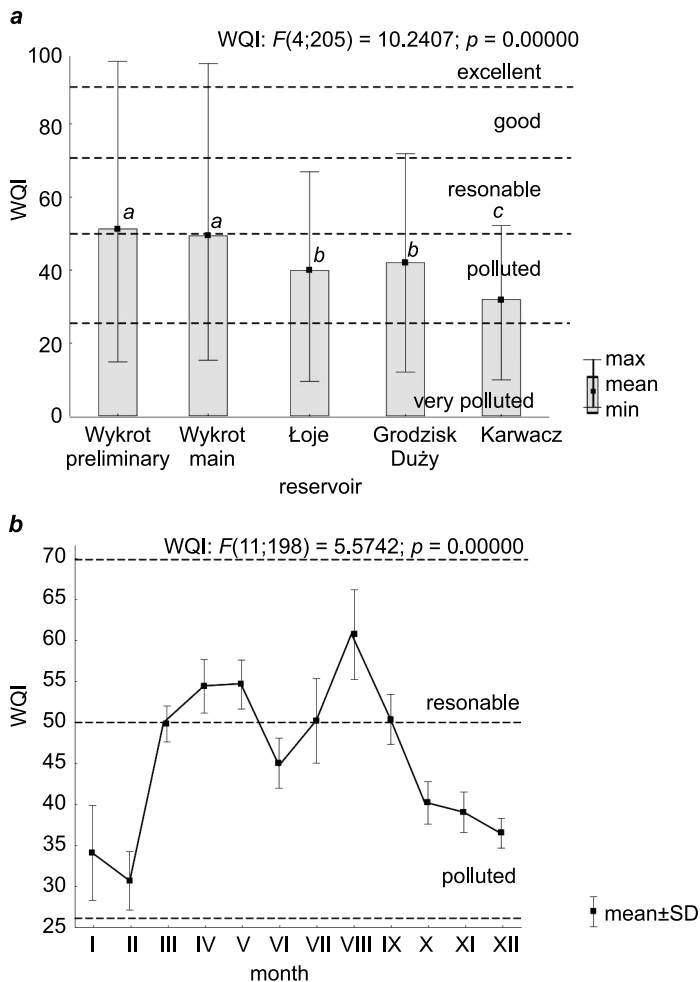 a
WQI: F(4;205) = 10.2407; p = 0.00000
100
80
60
40
20
0
WQI
excellent
good
resonable
polluted
very polluted
a
a
b
b
c
Wykrot preliminary
Wykrot main
Łoje
Grodzisk Duży
Karwacz
reservoir
max
mean
min
b
WQI: F(11;198) = 5.5742; p = 0.00000
70
65
60
55
50
45
40
35
30
25
WQI
resonable
polluted
I II III IV V VI VII VIII IX X XI XII
month
mean±SD